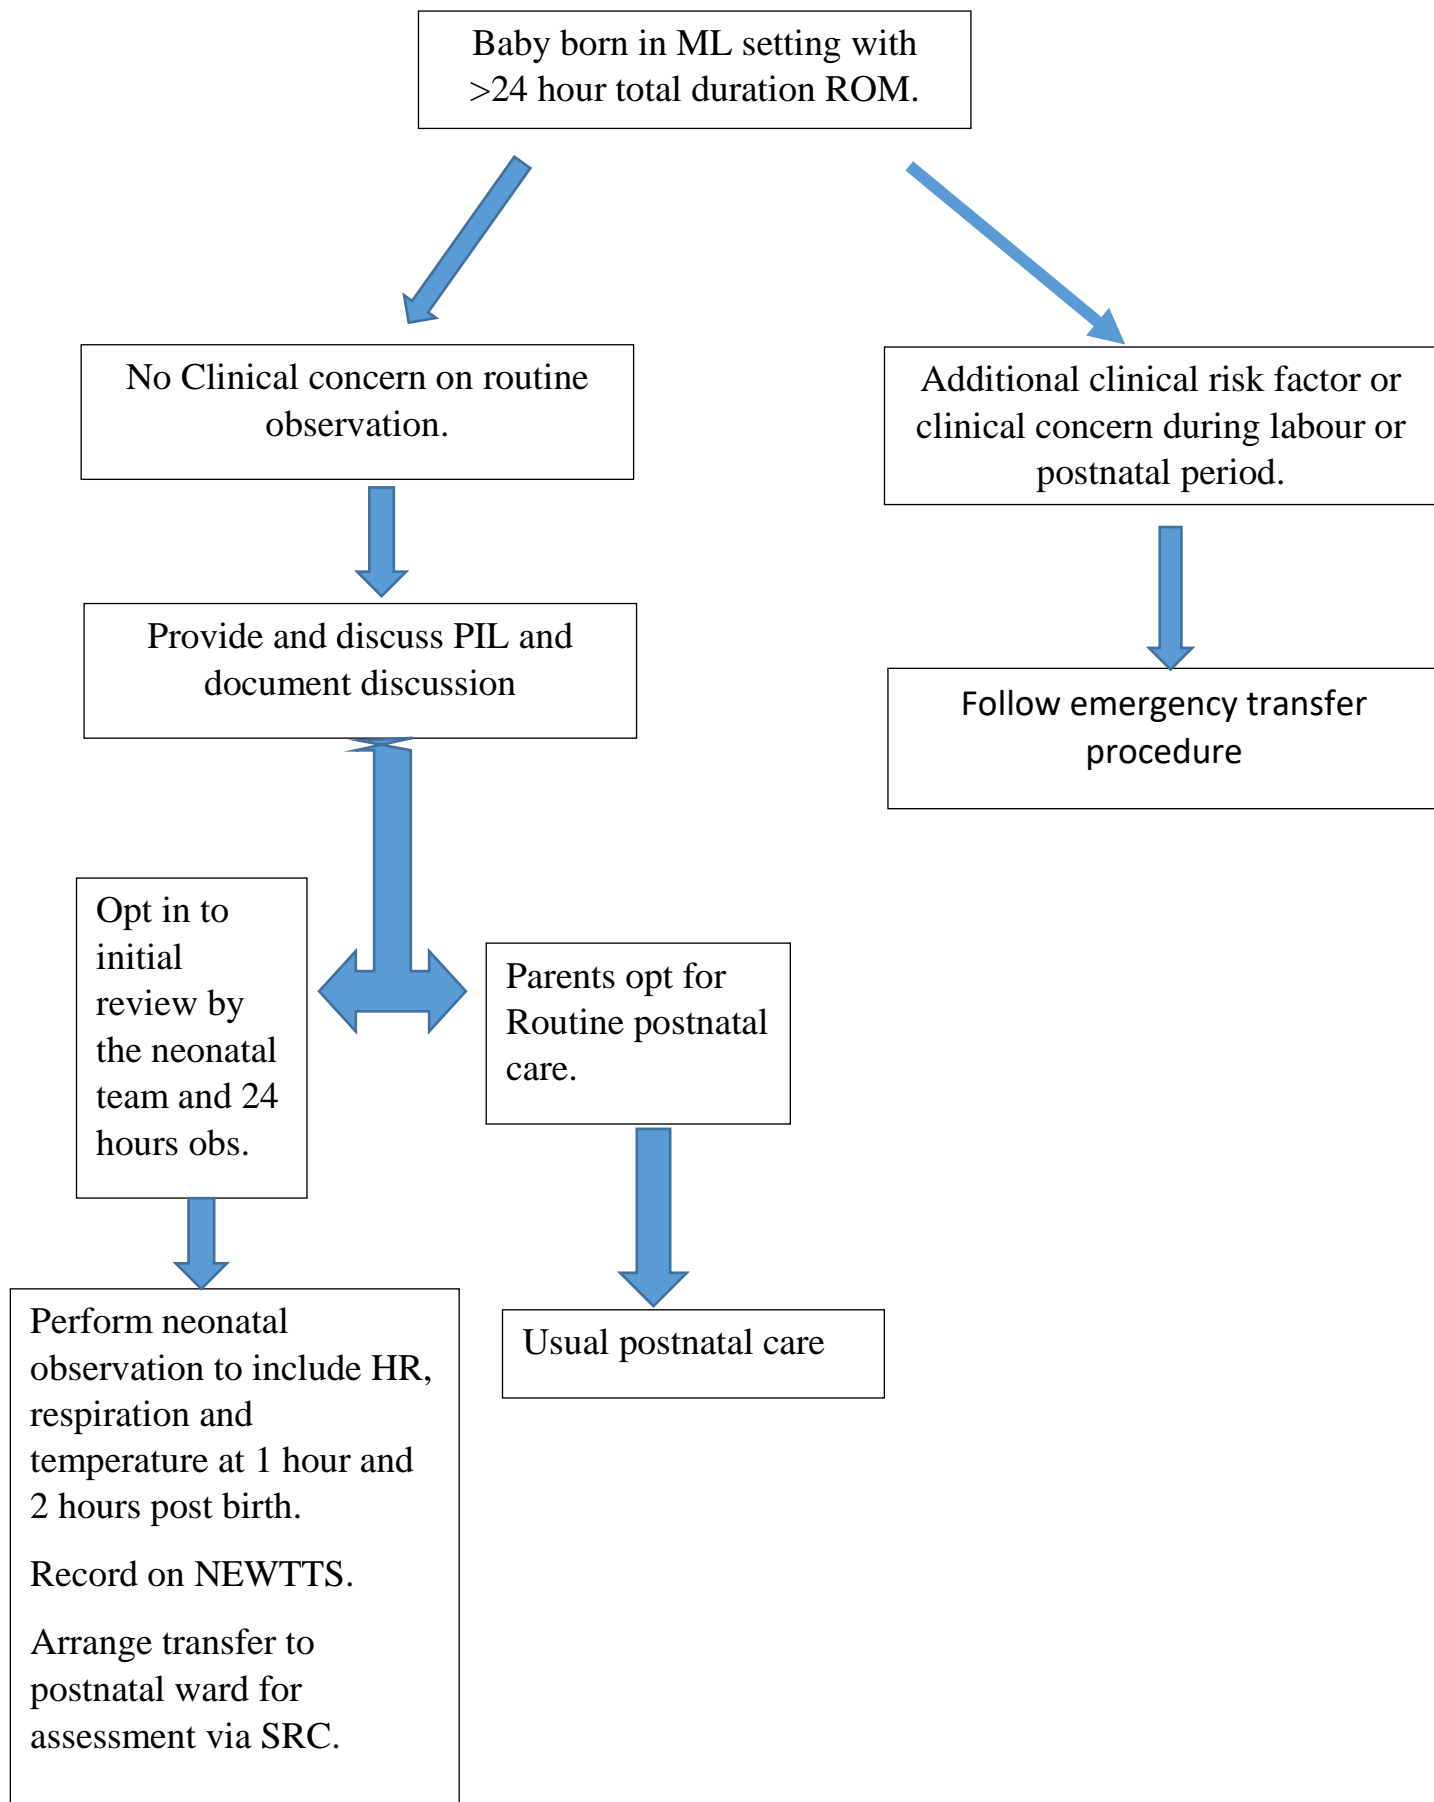 Baby born in ML setting with
>24 hour total duration ROM.
No Clinical concern on routine
observation.
Additional clinical risk factor or
clinical concern during labour or
postnatal period.
Provide and discuss PIL and
document discussion
Follow emergency transfer
procedure
Opt in to
initial
review by
the neonatal
team and 24
hours obs.
Parents opt for
Routine postnatal
care.
Perform neonatal
observation to include HR,
respiration and
temperature at 1 hour and
2 hours post birth.
Record on NEWTTS.
Arrange transfer to
postnatal ward for
assessment via SRC.
Usual postnatal care